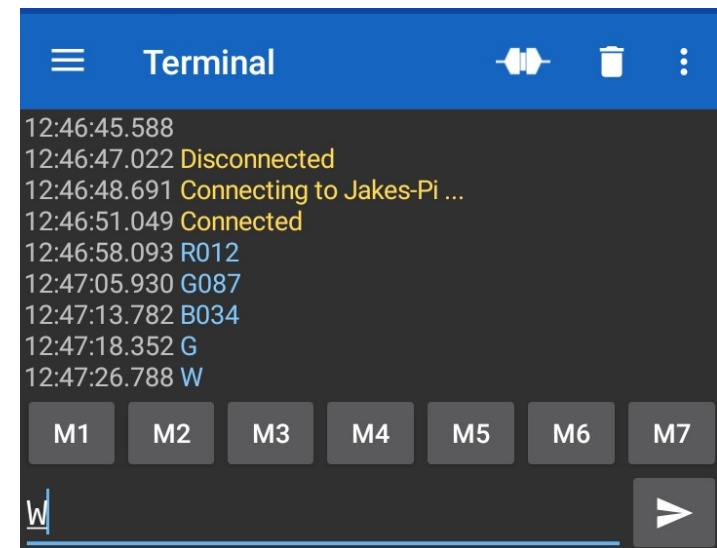 Terminal
12:46:45.588
12:46:47.022 Disconnected
12:46:48.691 Connecting to Jakes-Pi ...
12:46:51.049 Connected
12:46:58.093 R012
12:47:05.930 G087
12:47:13.782 B034
12:47:18.352 G
12:47:26.788 W
M1 M2 M3 M4 M5 M6 M7
W